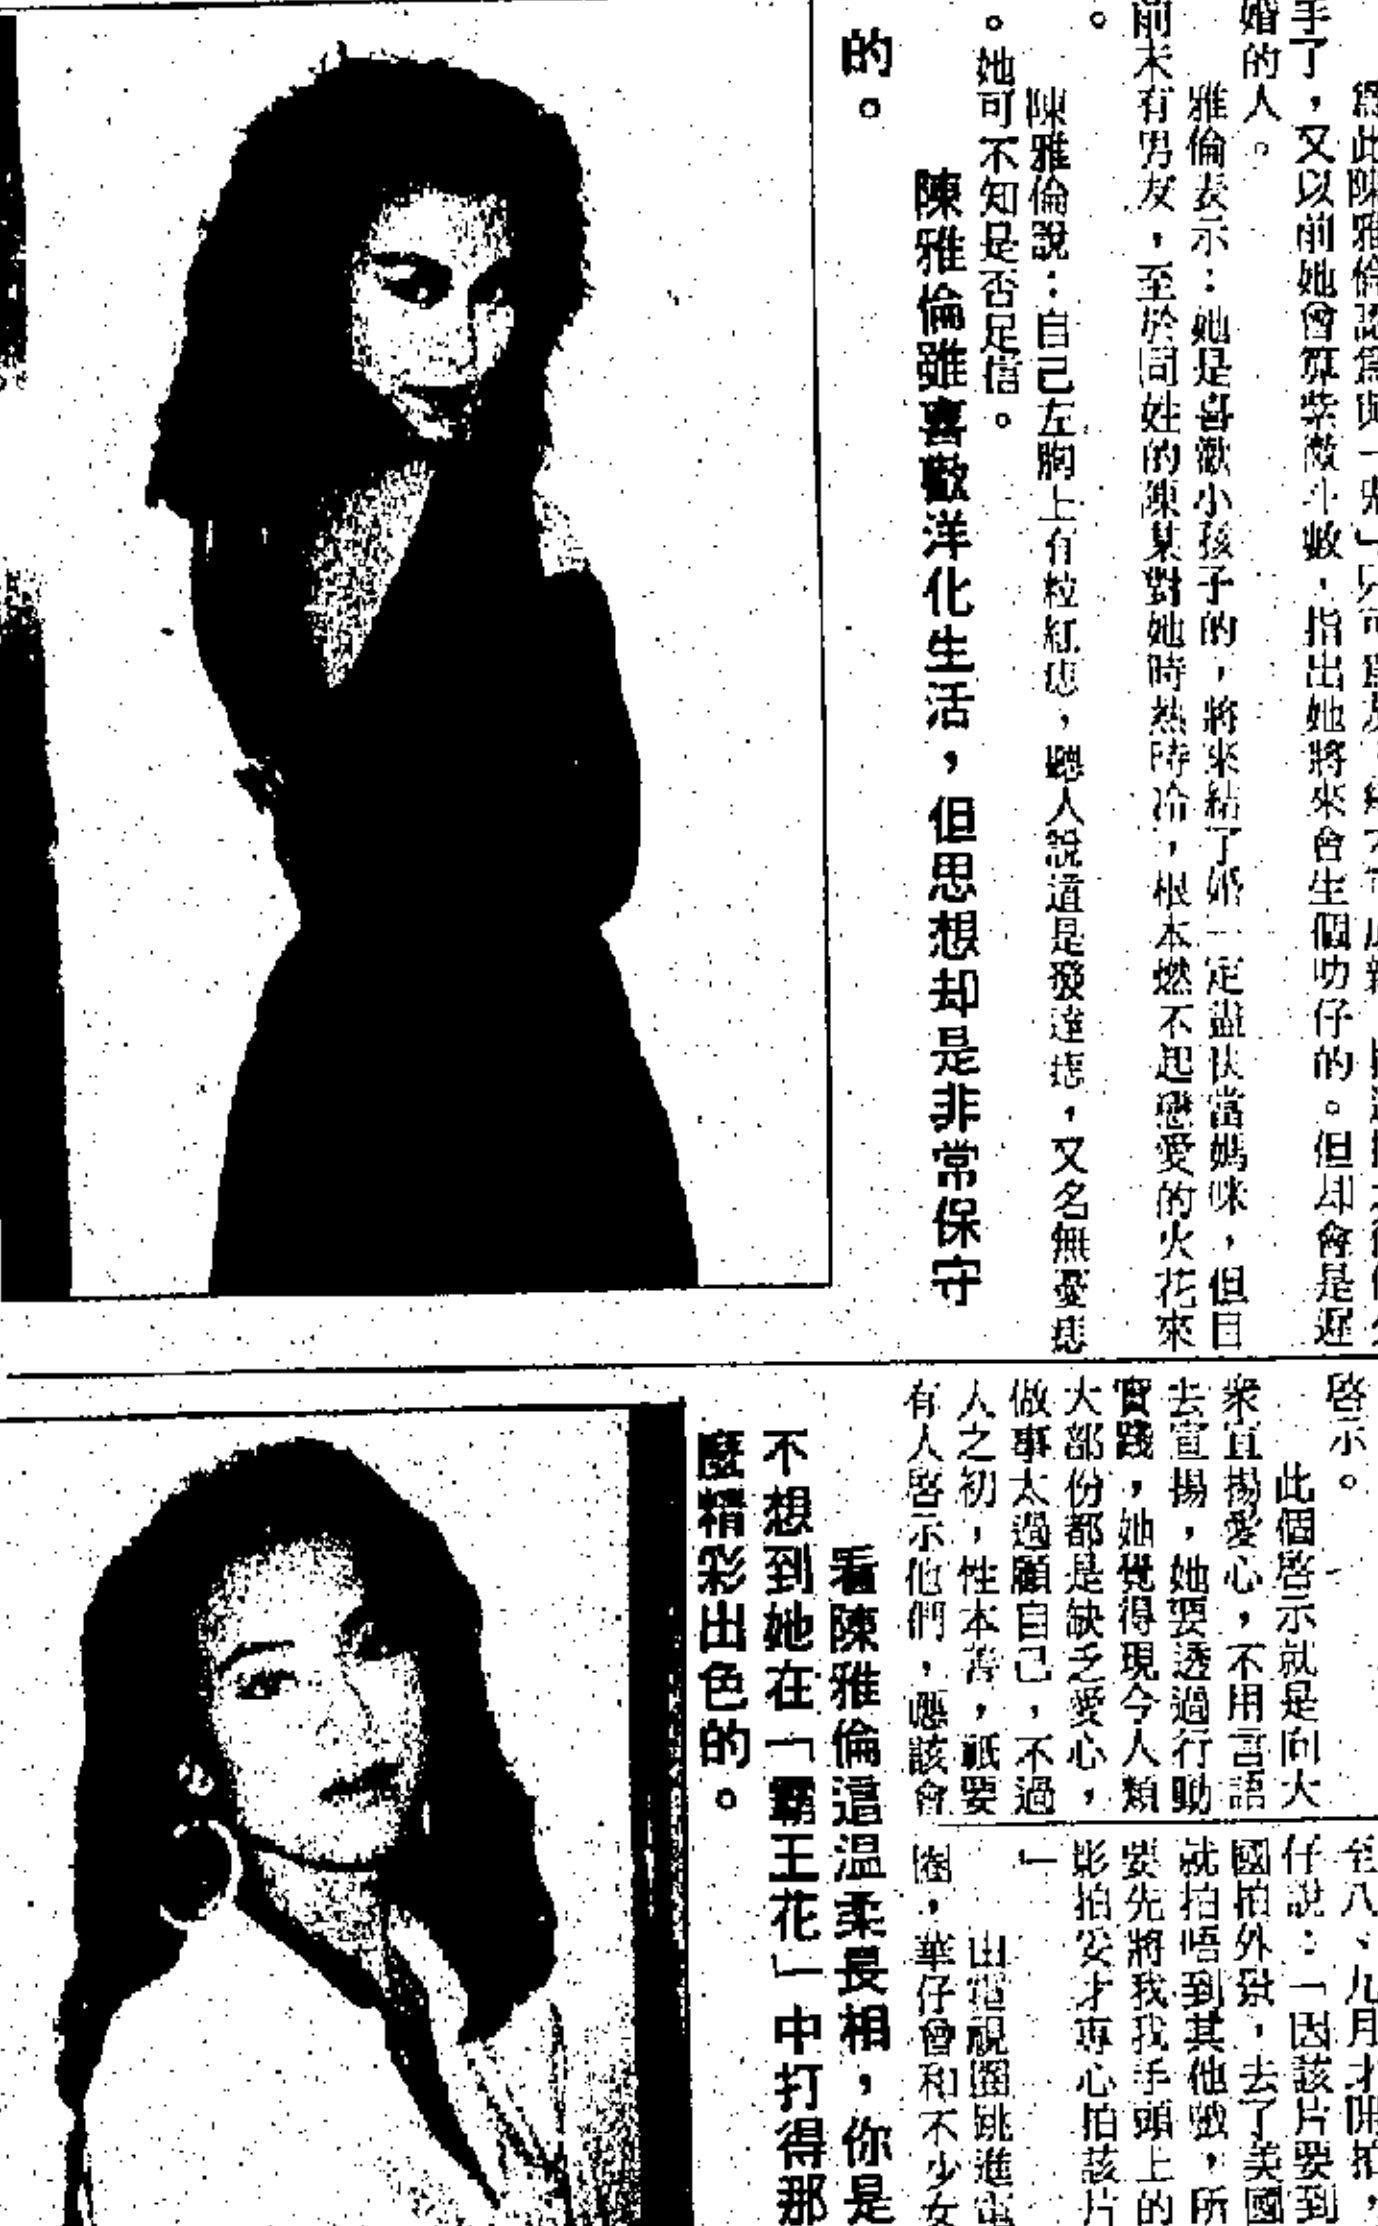 手了，又以前她會算紫薇斗數，指出她將來會生個叻仔的。但却會是遲
婚的人。
雅倫表示：她是喜歡小孩子的，將來結了婚一定盡伏當媽咪，但目
前未有男友，至於同姓的陳某對她時熱時冷，根本燃不起戀愛的火花來
。
陳雅倫說：自己左胸上有粒紅痣，聽人說這是發達痣，又名無憂痣
。她可不知是否足信。
陳雅倫雖喜歡洋化生活，但思想却是非常保守
的。
啓示。
此個啓示就是向大
衆宣揚愛心，不用言語
去宣揚，她要透過行動
實踐，她覺得現今人類
大部份都是缺乏愛心，
做事太過顧自己，不過
人之初，性本善，祇要
有人啓示他們，應該會
看陳雅倫這溫柔長相，你是
不想到她在「霸王花」中打得那
麼精彩出色的。
至八、九月才開拍，
仔說：「因該片要到
國拍外景，去了美國
就拍唔到其他戲，所
要先將我我手頭上的
影拍安才專心拍該片
」
由電視圈跳進電
圈，華仔曾和不少女